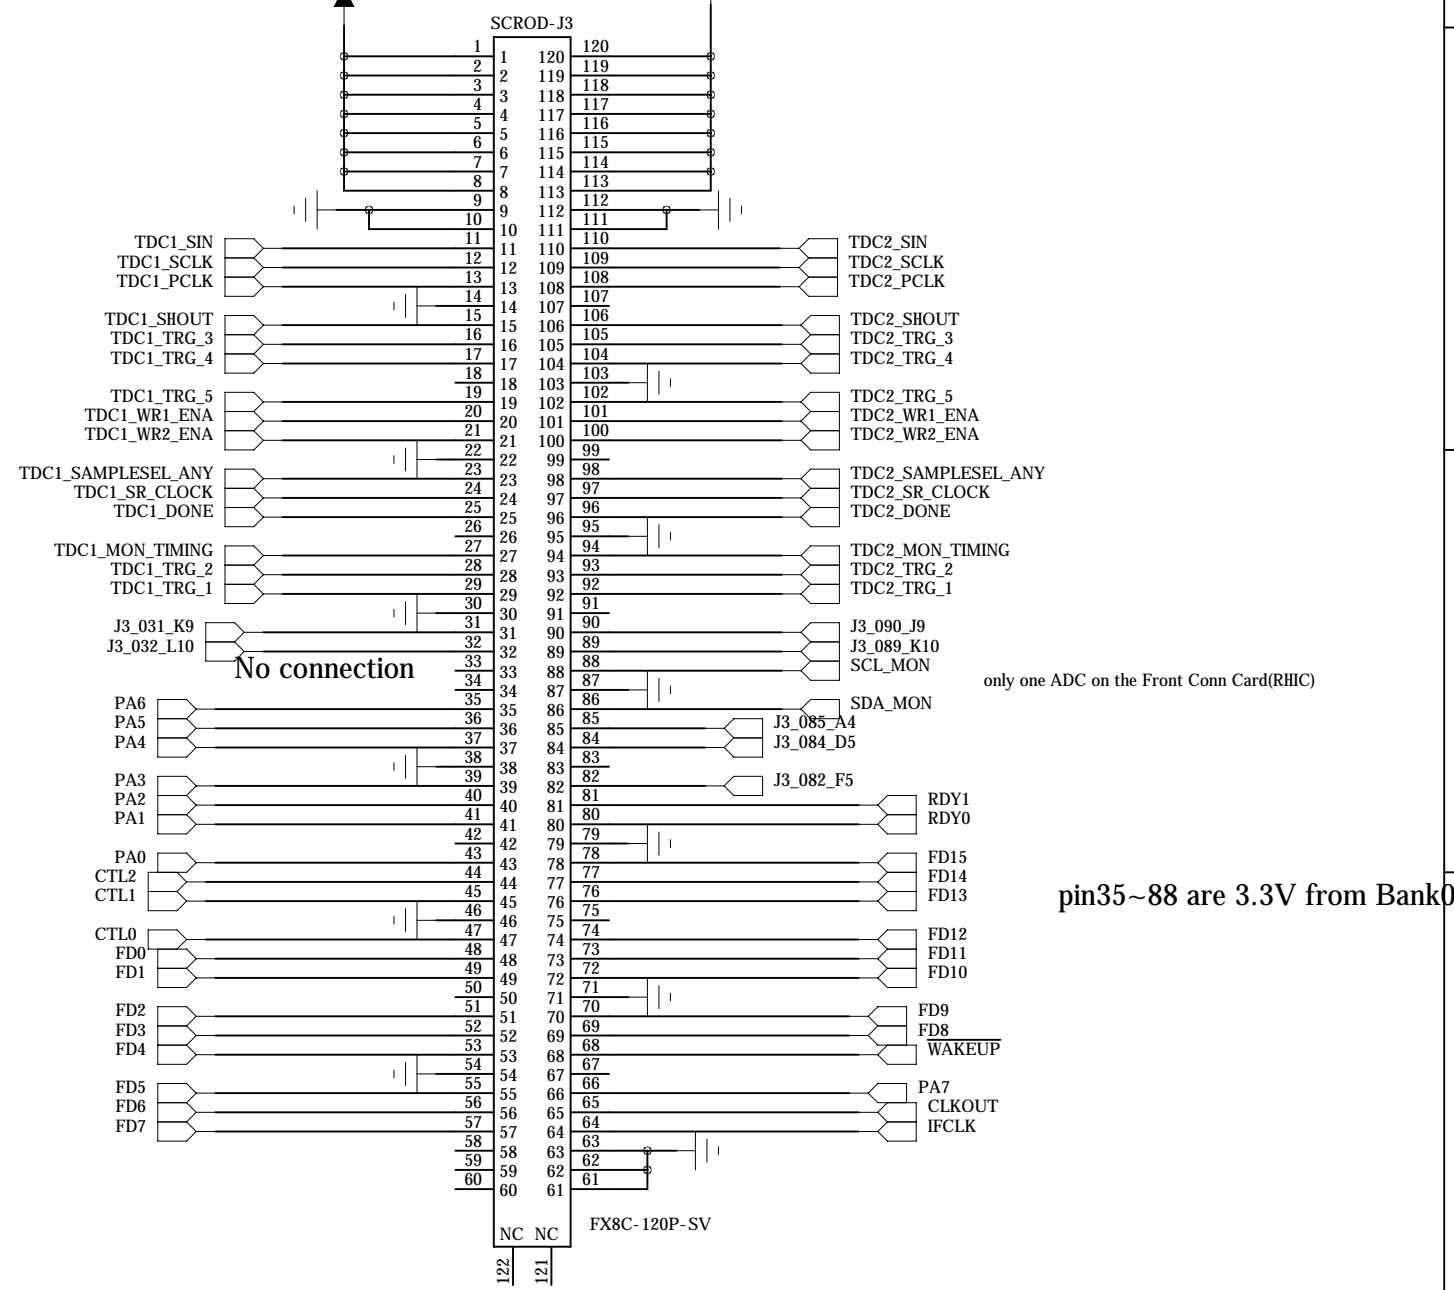 SCROD-J3
1 1 120 120
2 2 119 119
3 3 118 118
4 4 117 117
5 5 116 116
6 6 115 115
7 7 114 114
8 8 113 113
9 9 112 112
10 10 111 111
TDC1_SIN 11 11 110 110 TDC2_SIN
TDC1_SCLK 12 12 109 109 TDC2_SCLK
TDC1_PCLK 13 13 108 108 TDC2_PCLK
14 14 107 107
TDC1_SHOUT 15 15 106 106 TDC2_SHOUT
TDC1_TRG_3 16 16 105 105 TDC2_TRG_3
TDC1_TRG_4 17 17 104 104 TDC2_TRG_4
18 18 103 103
TDC1_TRG_5 19 19 102 102 TDC2_TRG_5
TDC1_WR1_ENA 20 20 101 101 TDC2_WR1_ENA
TDC1_WR2_ENA 21 21 100 100 TDC2_WR2_ENA
22 22 99 99
TDC1_SAMPLESEL_ANY 23 23 98 98 TDC2_SAMPLESEL_ANY
TDC1_SR_CLOCK 24 24 97 97 TDC2_SR_CLOCK
TDC1_DONE 25 25 96 96 TDC2_DONE
26 26 95 95
TDC1_MON_TIMING 27 27 94 94 TDC2_MON_TIMING
TDC1_TRG_2 28 28 93 93 TDC2_TRG_2
TDC1_TRG_1 29 29 92 92 TDC2_TRG_1
30 30 91 91
J3_031_K9 31 31 90 90 J3_090_J9
J3_032_L10 32 32 89 89 J3_089_K10
No connection 33 33 88 88 SCL_MON
34 34 87 87 only one ADC on the Front Conn Card(RHIC)
PA6 35 35 86 86 SDA_MON
PA5 36 36 85 85 J3_085_A4
PA4 37 37 84 84 J3_084_D5
38 38 83 83
PA3 39 39 82 82 J3_082_F5
PA2 40 40 81 81 RDY1
PA1 41 41 80 80 RDY0
42 42 79 79
PA0 43 43 78 78 FD15
CTL2 44 44 77 77 FD14
CTL1 45 45 76 76 FD13 pin35~88 are 3.3V from Bank0
46 46 75 75
CTL0 47 47 74 74 FD12
FD0 48 48 73 73 FD11
FD1 49 49 72 72 FD10
50 50 71 71
FD2 51 51 70 70 FD9
FD3 52 52 69 69 FD8
FD4 53 53 68 68 WAKEUP
54 54 67 67
FD5 55 55 66 66 PA7
FD6 56 56 65 65 CLKOUT
FD7 57 57 64 64 IFCLK
58 58 63 63
59 59 62 62
60 60 61 61
NC NC FX8C-120P-SV
122 121